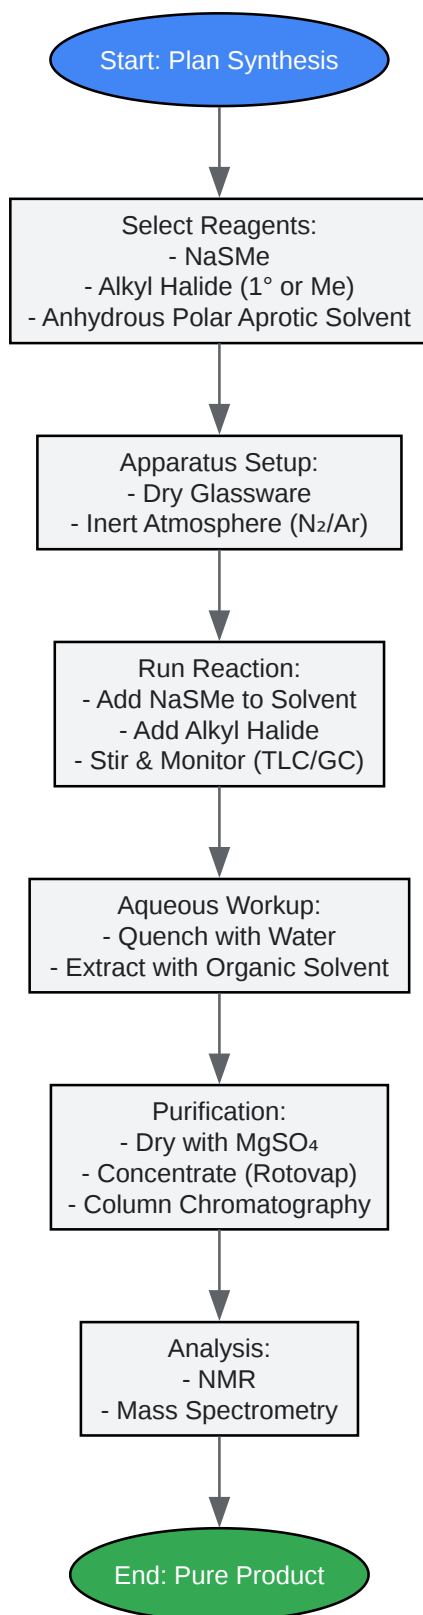 Start: Plan Synthesis
Select Reagents:
- NaSMe
- Alkyl Halide (1° or Me)
- Anhydrous Polar Aprotic Solvent
Apparatus Setup:
- Dry Glassware
- Inert Atmosphere (N₂/Ar)
Run Reaction:
- Add NaSMe to Solvent
- Add Alkyl Halide
- Stir & Monitor (TLC/GC)
Aqueous Workup:
- Quench with Water
- Extract with Organic Solvent
Purification:
- Dry with MgSO₄
- Concentrate (Rotovap)
- Column Chromatography
Analysis:
- NMR
- Mass Spectrometry
End: Pure Product